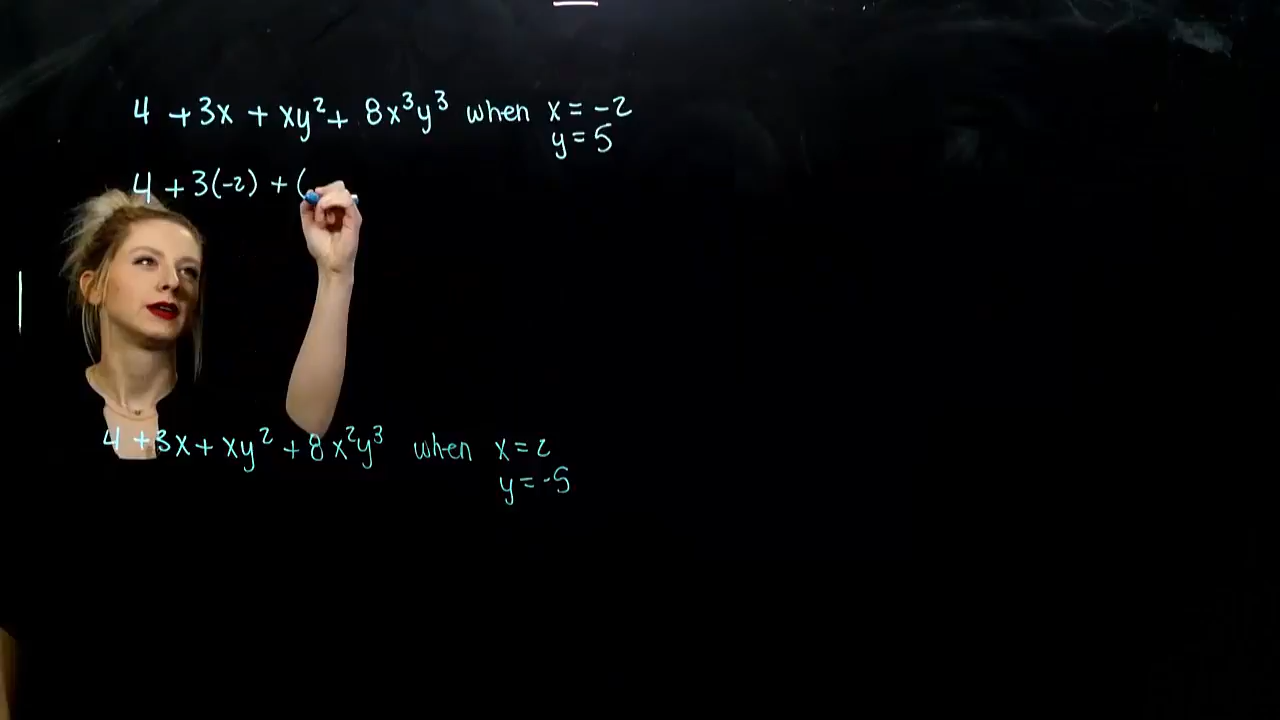 4 + 3x + xy² + 8x³y³ when x = -2
y = 5
4 + 3(-2) + (
4 + 3x + xy² + 8x²y³ when x = 2
y = -5